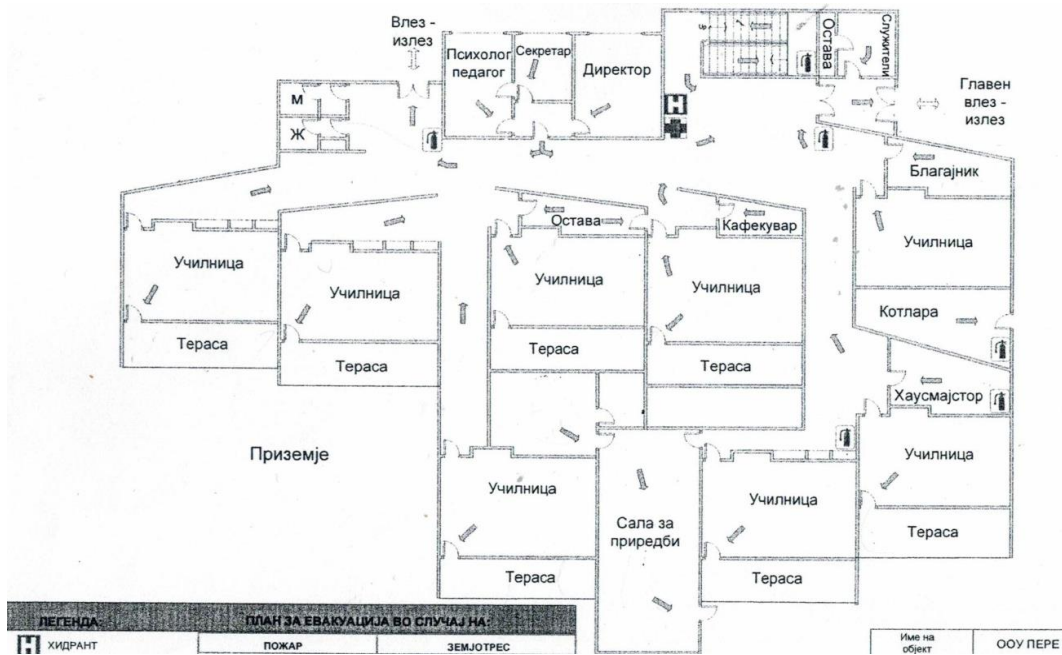 Влез -
излез
Психолог
педагог
Секретар
Директор
Up
Остава
Служители
Главен
влез -
излез
М
Ж
H
Благајник
Остава
Кафекувар
Училница
Училница
Училница
Училница
Училница
Котлара
Тераса
Тераса
Тераса
Тераса
Хаусмајстор
Приземје
Училница
Училница
Училница
Сала за
приредби
Тераса
Тераса
Тераса
ЛЕГЕНДА:
ПЛАН ЗА ЕВАКУАЦИЈА ВО СЛУЧАЈ НА:
H ХИДРАНТ
ПОЖАР
ЗЕМЈОТРЕС
Име на
објект
ООУ ПЕРЕ